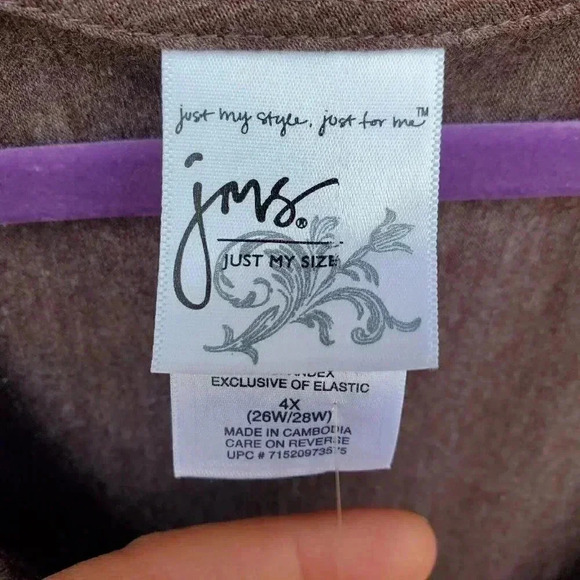 just my style, just for me™
jms.®
JUST MY SIZE
EXCLUSIVE OF ELASTIC
4X
(26W/28W)
MADE IN CAMBODIA
CARE ON REVERSE
UPC #